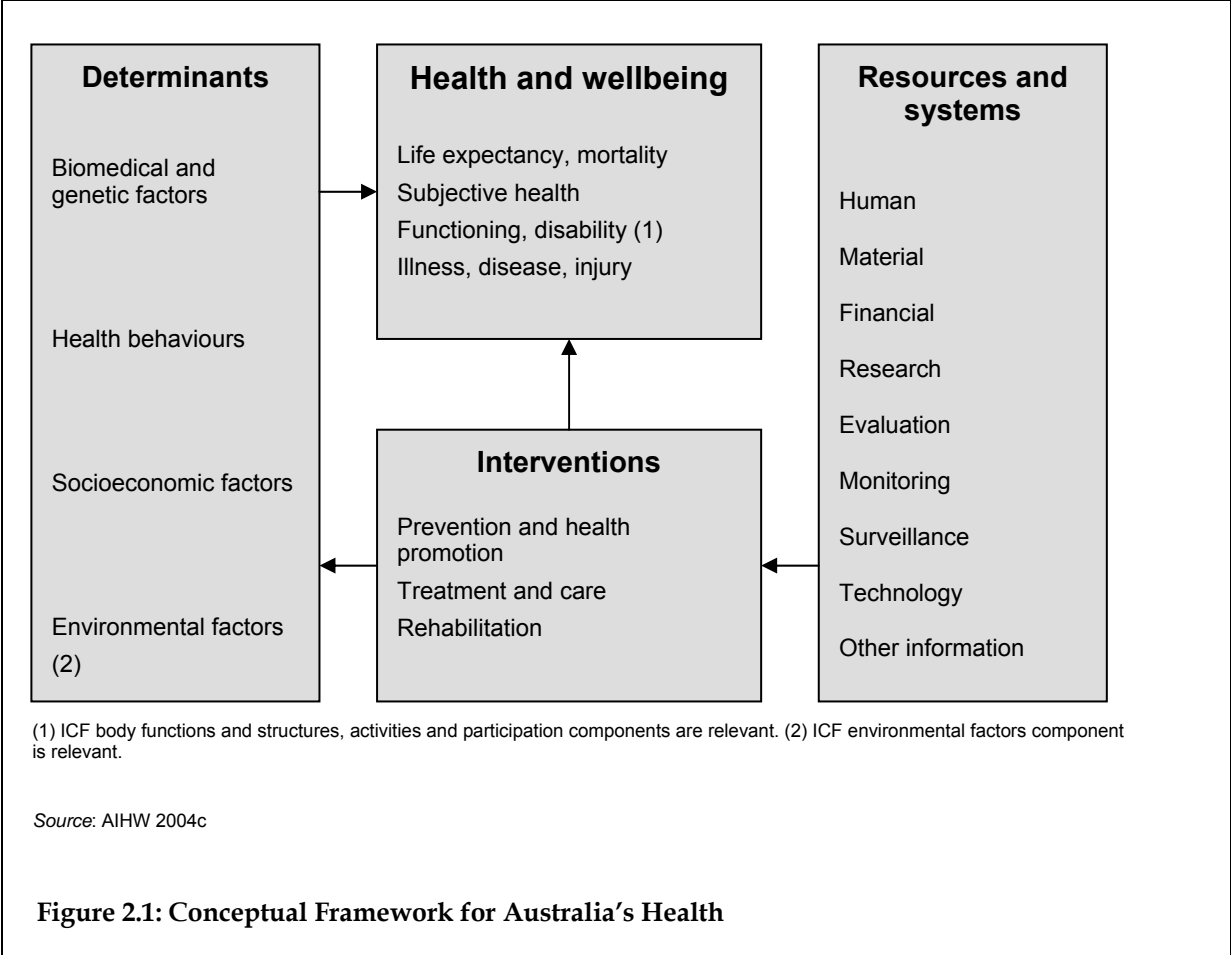 Determinants
Biomedical and
genetic factors
Health behaviours
Socioeconomic factors
Environmental factors
(2)
Health and wellbeing
Life expectancy, mortality
Subjective health
Functioning, disability (1)
Illness, disease, injury
Interventions
Prevention and health
promotion
Treatment and care
Rehabilitation
Resources and
systems
Human
Material
Financial
Research
Evaluation
Monitoring
Surveillance
Technology
Other information
(1) ICF body functions and structures, activities and participation components are relevant. (2) ICF environmental factors component
is relevant.
Source: AIHW 2004c
Figure 2.1: Conceptual Framework for Australia’s Health